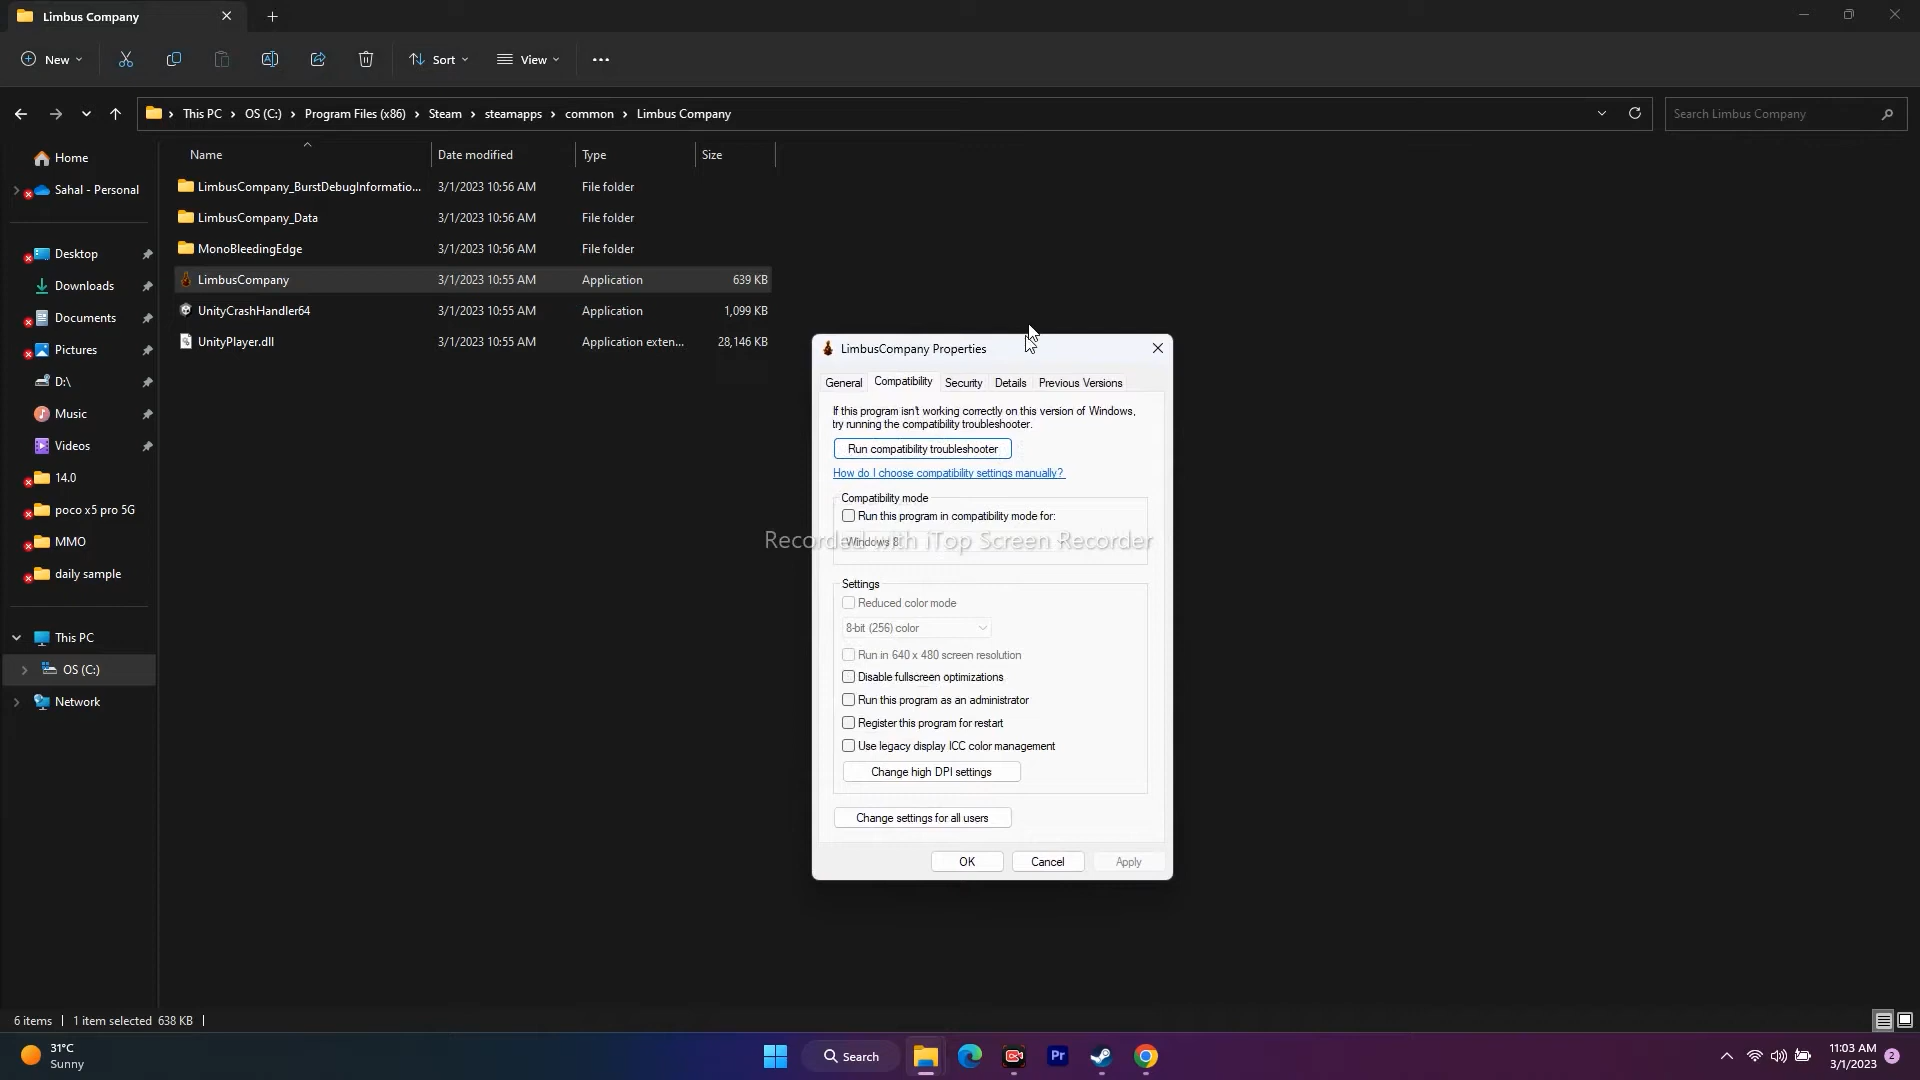 Limbus Company
New
Sort
View
This PC
OS (C:)
Program Files (x86)
Steam
steamapps
common
Limbus Company
Search Limbus Company
Name
Date modified
Type
Size
LimbusCompany_BurstDebugInformatio...
3/1/2023 10:56 AM
File folder
LimbusCompany_Data
3/1/2023 10:56 AM
File folder
MonoBleedingEdge
3/1/2023 10:56 AM
File folder
LimbusCompany
3/1/2023 10:55 AM
Application
639 KB
UnityCrashHandler64
3/1/2023 10:55 AM
Application
1,099 KB
UnityPlayer.dll
3/1/2023 10:55 AM
Application exten...
28,146 KB
Home
Sahal - Personal
Desktop
Downloads
Documents
Pictures
D:\
Music
Videos
14.0
poco x5 pro 5G
MMO
daily sample
This PC
OS (C:)
Network
LimbusCompany Properties
General
Compatibility
Security
Details
Previous Versions
If this program isn't working correctly on this version of Windows,
try running the compatibility troubleshooter.
Run compatibility troubleshooter
How do I choose compatibility settings manually?
Compatibility mode
Run this program in compatibility mode for:
Windows 8
Recorded with iTop Screen Recorder
Settings
Reduced color mode
8-bit (256) color
Run in 640 x 480 screen resolution
Disable fullscreen optimizations
Run this program as an administrator
Register this program for restart
Use legacy display ICC color management
Change high DPI settings
Change settings for all users
OK
Cancel
Apply
6 items
1 item selected 638 KB
31°C
Sunny
Search
Pr
11:03 AM
3/1/2023
2